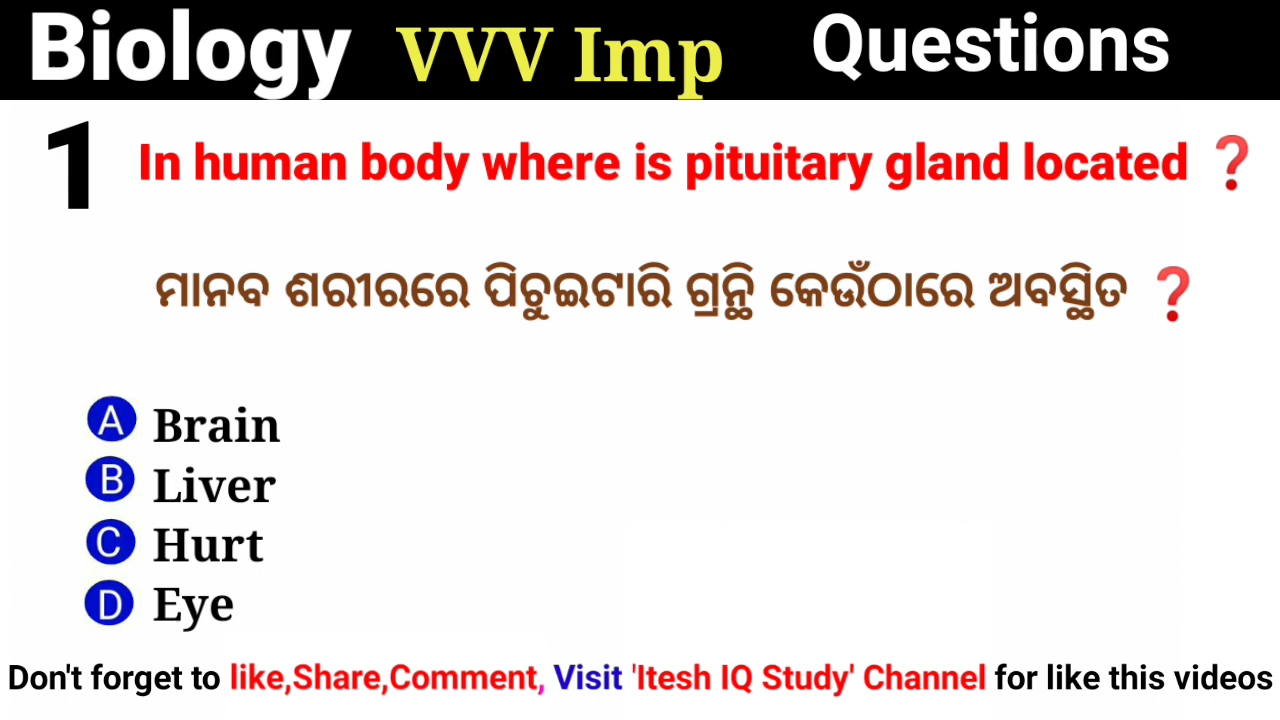 Biology VVV Imp Questions
1 In human body where is pituitary gland located ❓
ମାନବ ଶରୀରରେ ପିଚୁଇଟାରି ଗ୍ରନ୍ଥି କେଉଁଠାରେ ଅବସ୍ଥିତ ❓
A Brain
B Liver
C Hurt
D Eye
Don't forget to like,Share,Comment, Visit 'Itesh IQ Study' Channel for like this videos